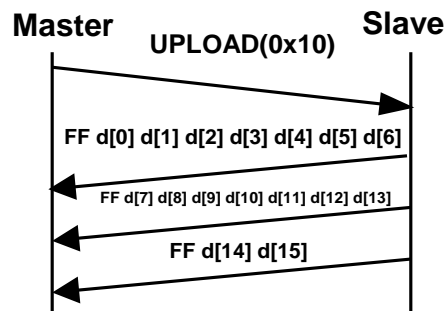 Master
Slave
UPLOAD(0x10)
FF d[0] d[1] d[2] d[3] d[4] d[5] d[6]
FF d[7] d[8] d[9] d[10] d[11] d[12] d[13]
FF d[14] d[15]